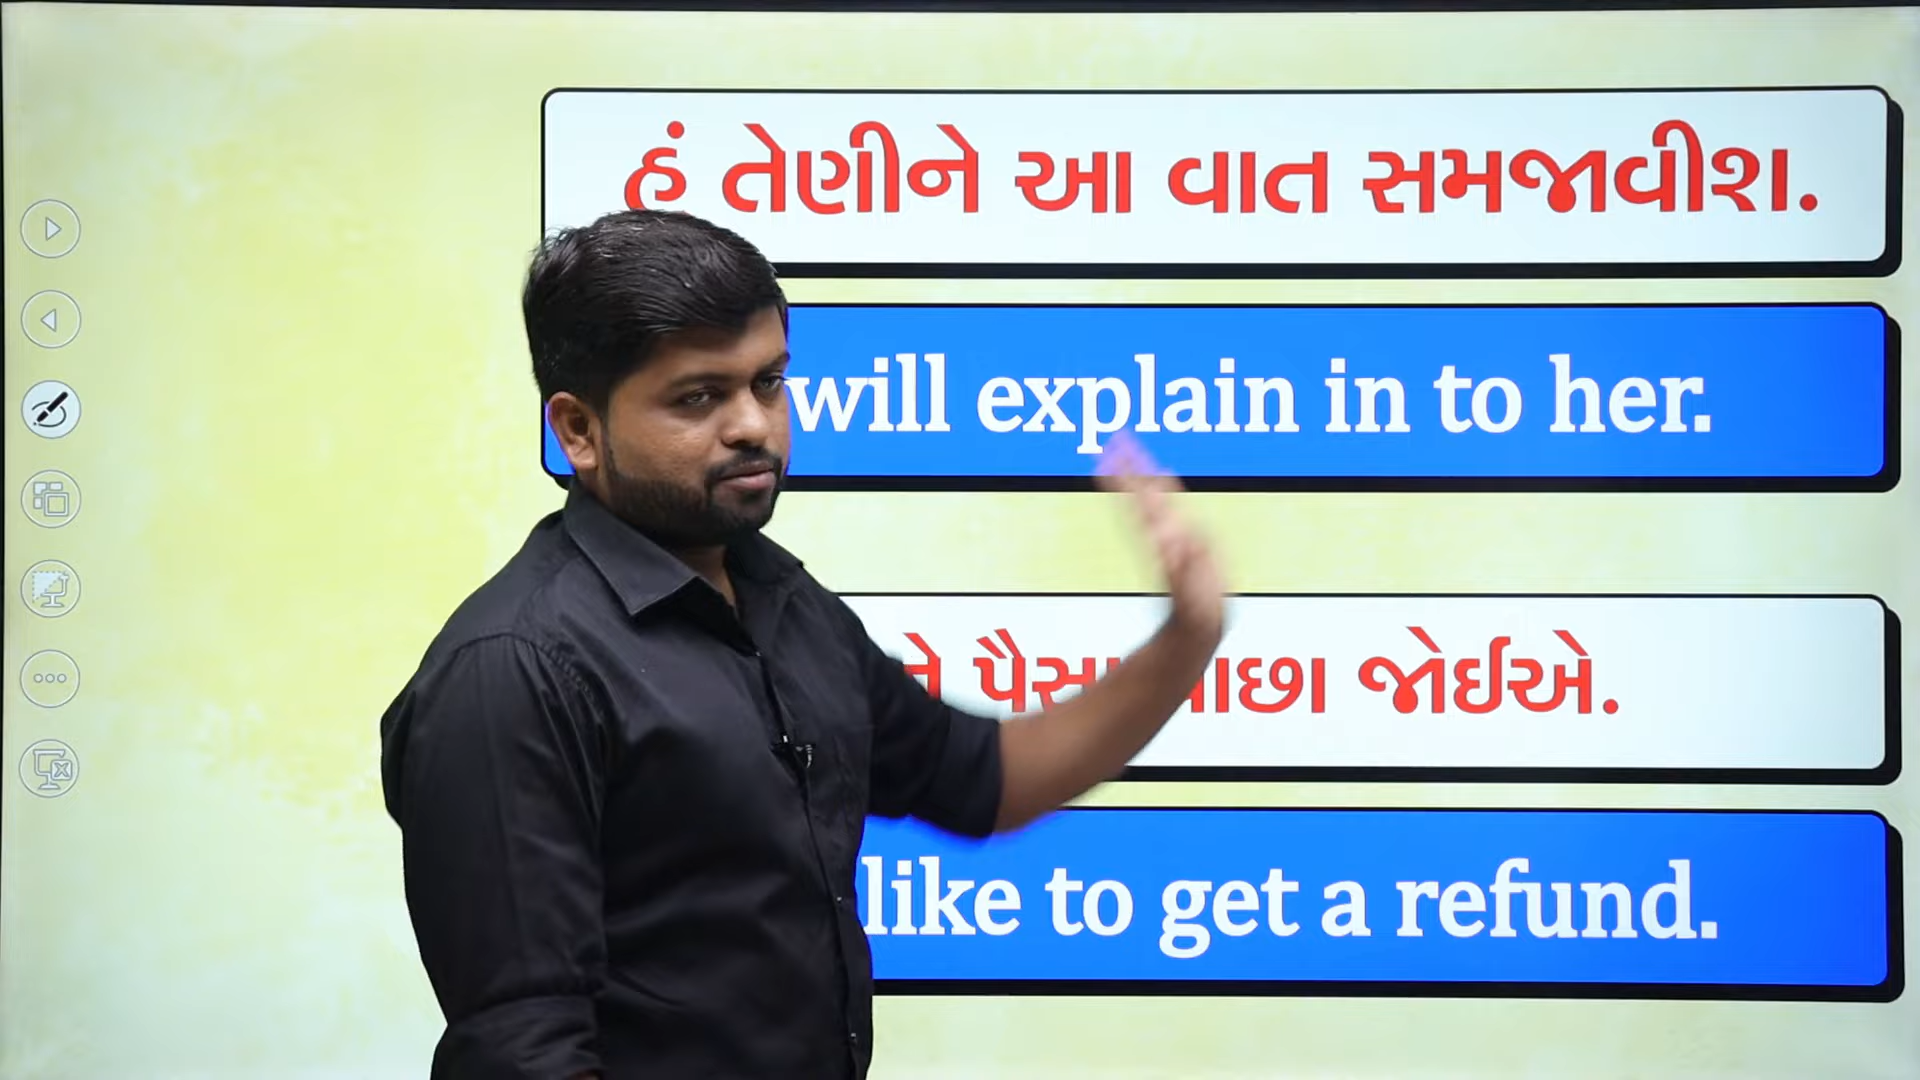 તેણીને આ વાત સમજાવીશ.
will explain in to her.
જોઈએ.
like to get a refund.